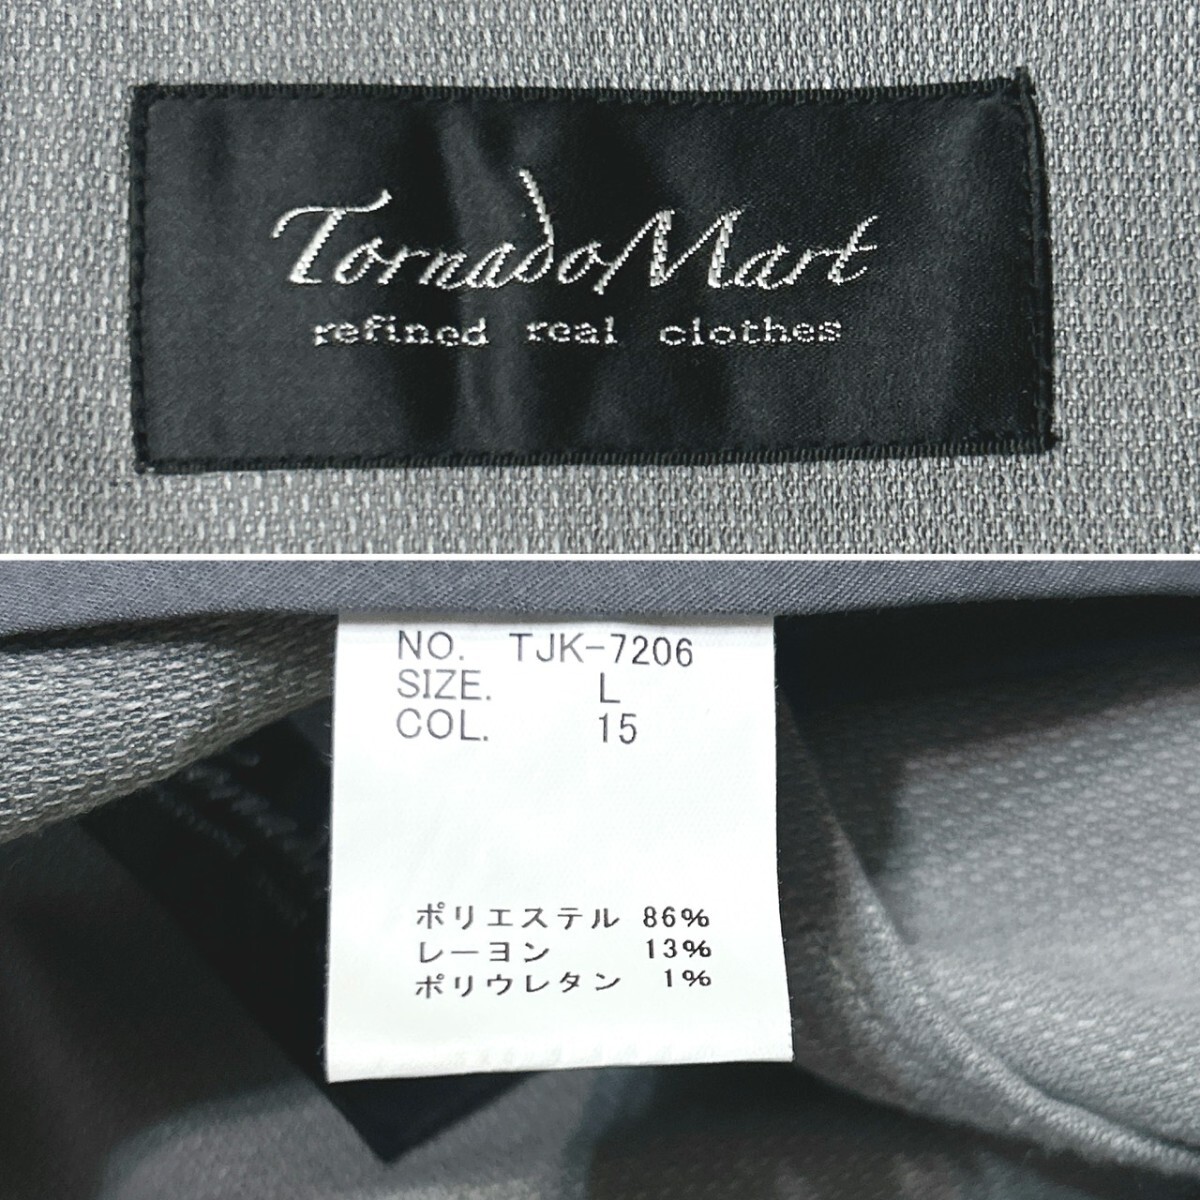 TornadoMart
refined real clothes
NO. TJK-7206
SIZE. L
COL. 15
ポリエステル 86%
レーヨン 13%
ポリウレタン 1%